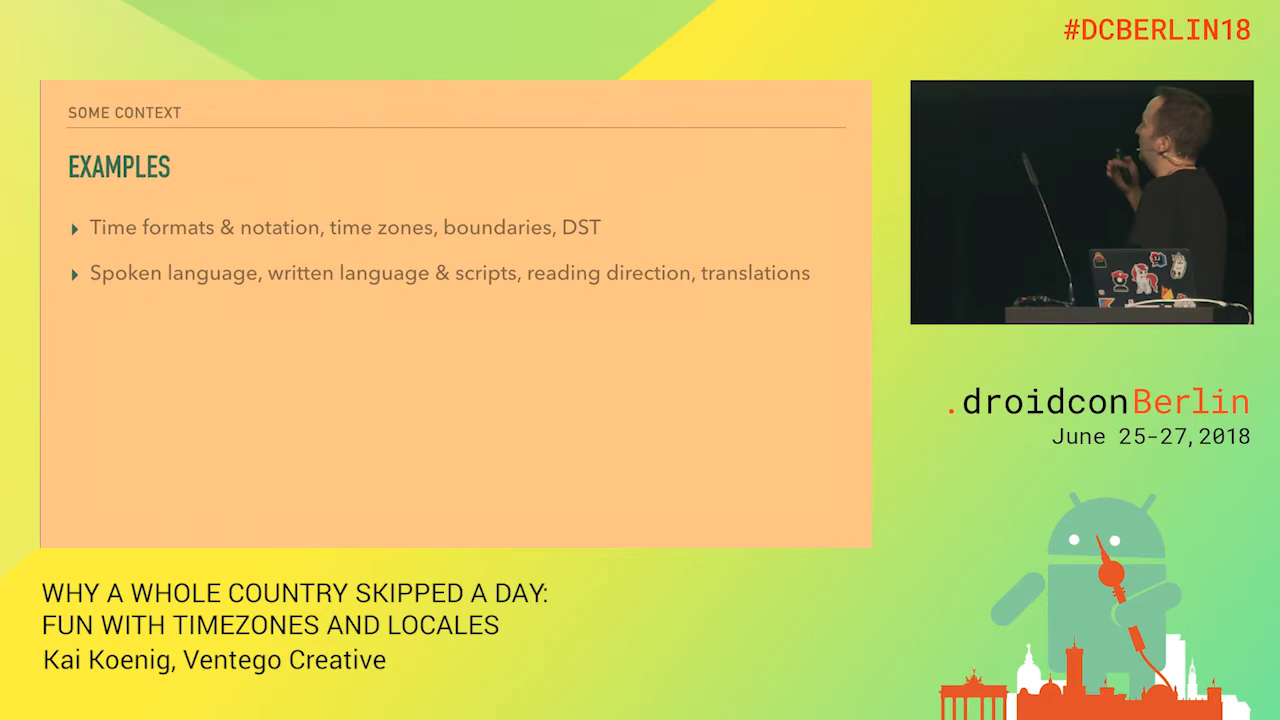 #DCBERLIN18
SOME CONTEXT
EXAMPLES
Time formats & notation, time zones, boundaries, DST
Spoken language, written language & scripts, reading direction, translations
.droidconBerlin
June 25-27,2018
WHY A WHOLE COUNTRY SKIPPED A DAY:
FUN WITH TIMEZONES AND LOCALES
Kai Koenig, Ventego Creative